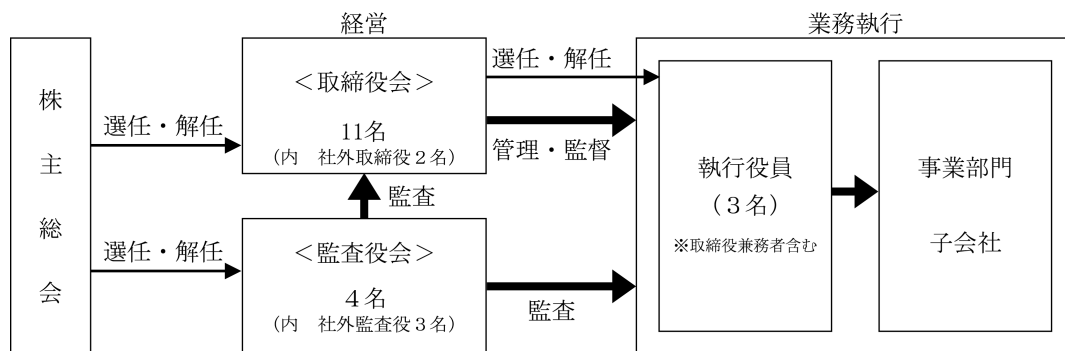 経営
業務執行
株主総会
選任・解任
選任・解任
＜取締役会＞
11名
（内　社外取締役２名）
監査
＜監査役会＞
４名
（内　社外監査役３名）
選任・解任
管理・監督
監査
執行役員
（３名）
※取締役兼務者含む
事業部門
子会社